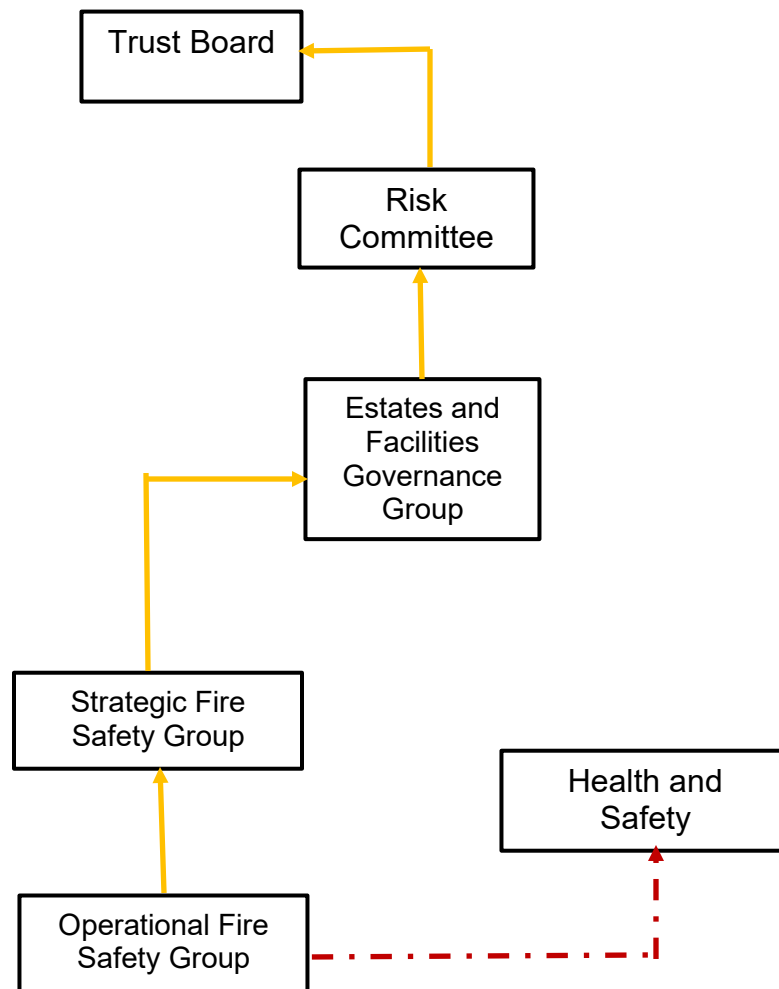 Trust Board
Risk
Committee
Estates and
Facilities
Governance
Group
Strategic Fire
Safety Group
Health and
Safety
Operational Fire
Safety Group